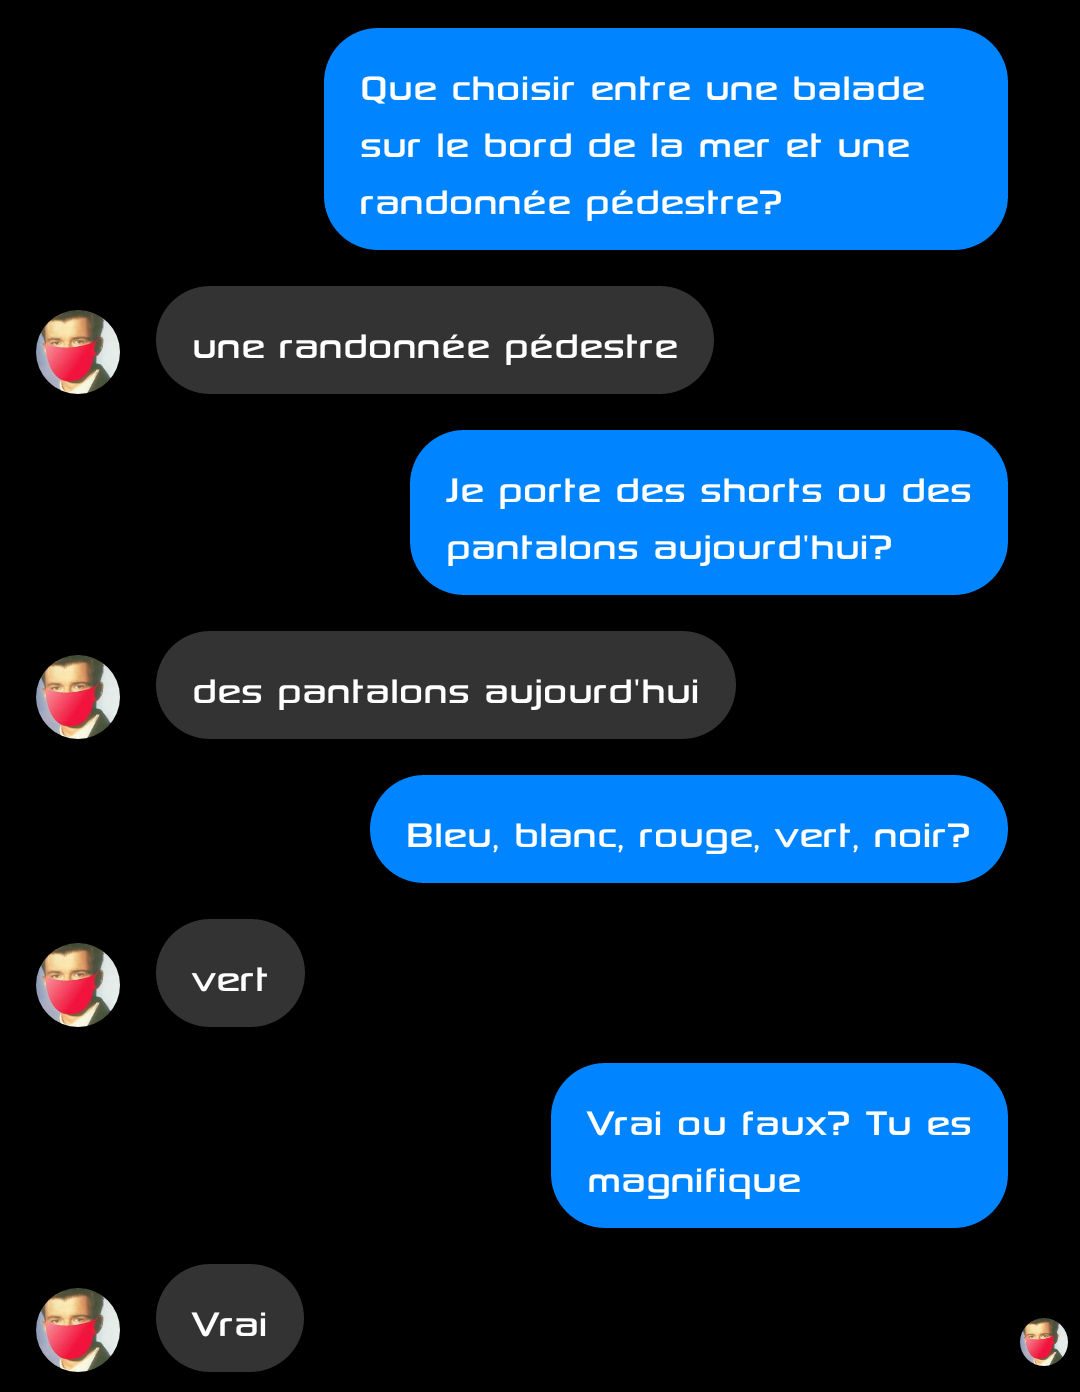 Que choisir entre une balade
sur le bord de la mer et une
randonnée pédestre?
une randonnée pédestre
Je porte des shorts ou des
pantalons aujourd'hui?
des pantalons aujourd'hui
Bleu, blanc, rouge, vert, noir?
vert
Vrai ou faux? Tu es
magnifique
Vrai